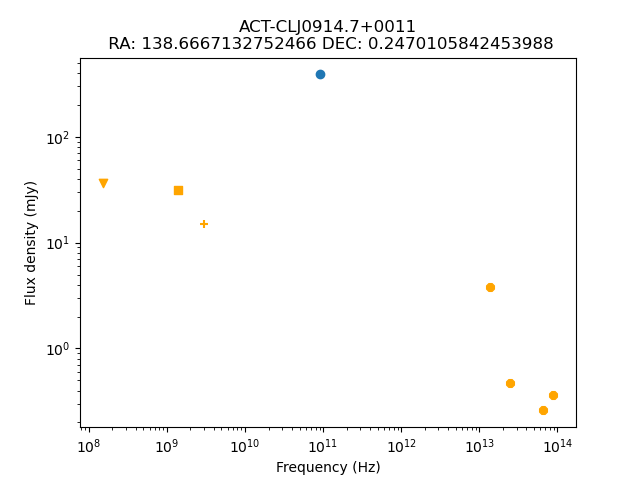 ACT-CLJ0914.7+0011
RA: 138.6667132752466 DEC: 0.2470105842453988
Flux density (mJy)
10²
10¹
10⁰
10⁸ 10⁹ 10¹⁰ 10¹¹ 10¹² 10¹³ 10¹⁴
Frequency (Hz)